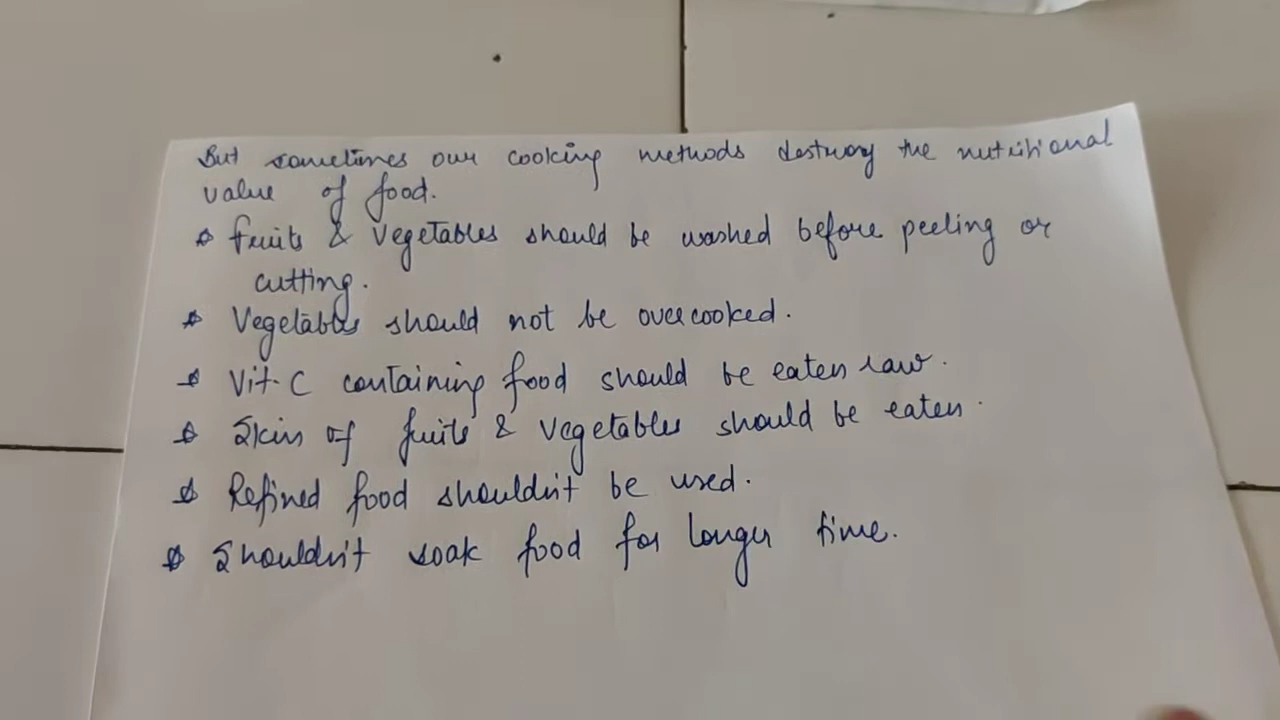 But sometimes our cooking methods destroy the nutritional
value of food.
* fruits & vegetables should be washed before peeling or
cutting.
* Vegetables should not be overcooked.
* Vit-C containing food should be eaten raw.
* Skin of fruits & vegetables should be eaten.
* Refined food shouldn't be used.
* Shouldn't soak food for longer time.